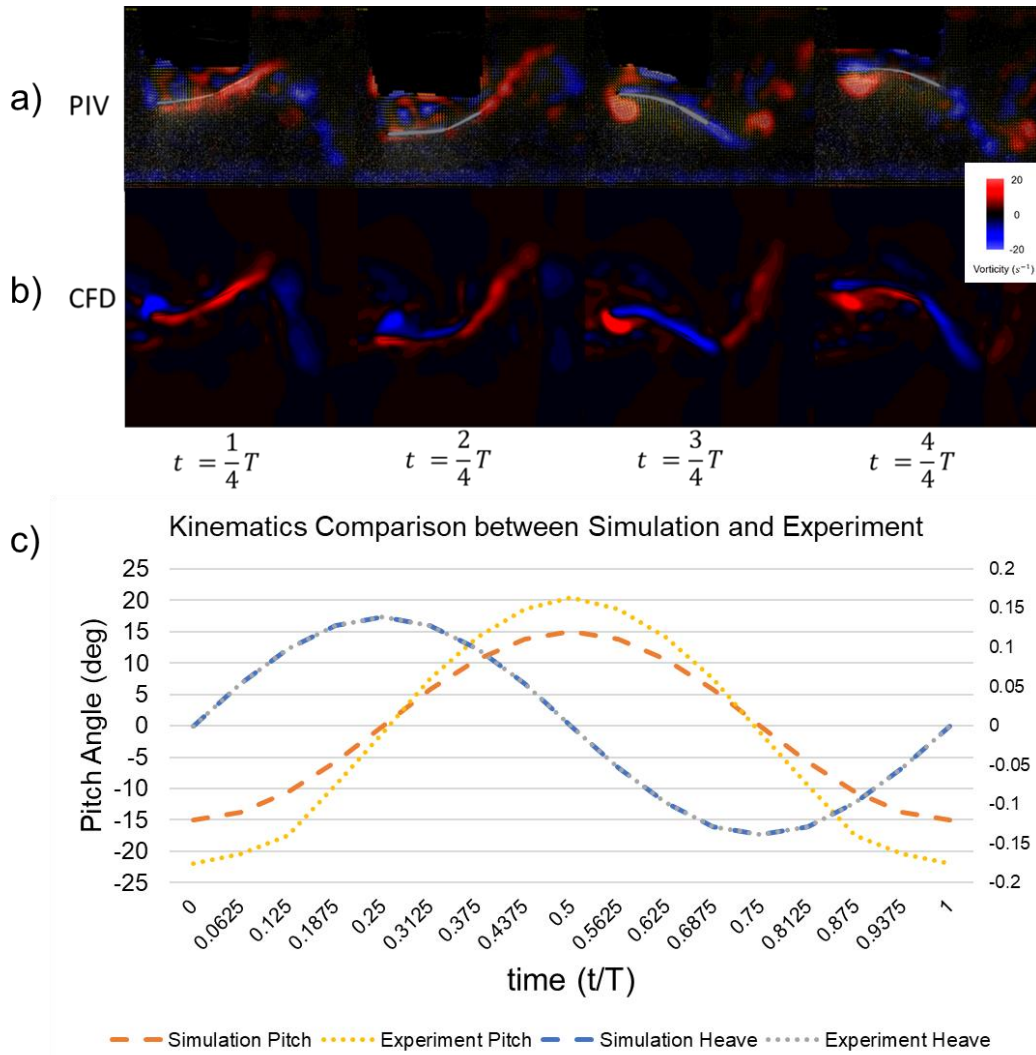 a) PIV
20
-20
Vorticity (s⁻¹)
b) CFD
t = 1/4 T
t = 2/4 T
t = 3/4 T
t = 4/4 T
c)
Kinematics Comparison between Simulation and Experiment
25
20
15
10
5
0
-5
-10
-15
-20
-25
Pitch Angle (deg)
0.2
0.15
0.1
0.05
0
-0.05
-0.1
-0.15
-0.2
0 0.0625 0.125 0.1875 0.25 0.3125 0.375 0.4375 0.5 0.5625 0.625 0.6875 0.75 0.8125 0.875 0.9375 1
time (t/T)
Simulation Pitch Experiment Pitch Simulation Heave Experiment Heave